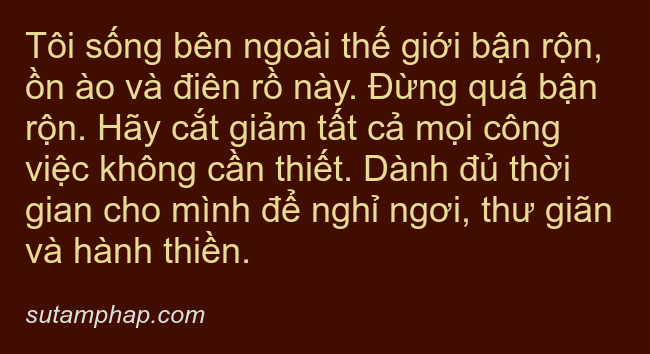 Tôi sống bên ngoài thế giới bận rộn,
ồn ào và điên rồ này. Đừng quá bận
rộn. Hãy cắt giảm tất cả mọi công
việc không cần thiết. Dành đủ thời
gian cho mình để nghỉ ngơi, thư giãn
và hành thiền.
sutamphap.com